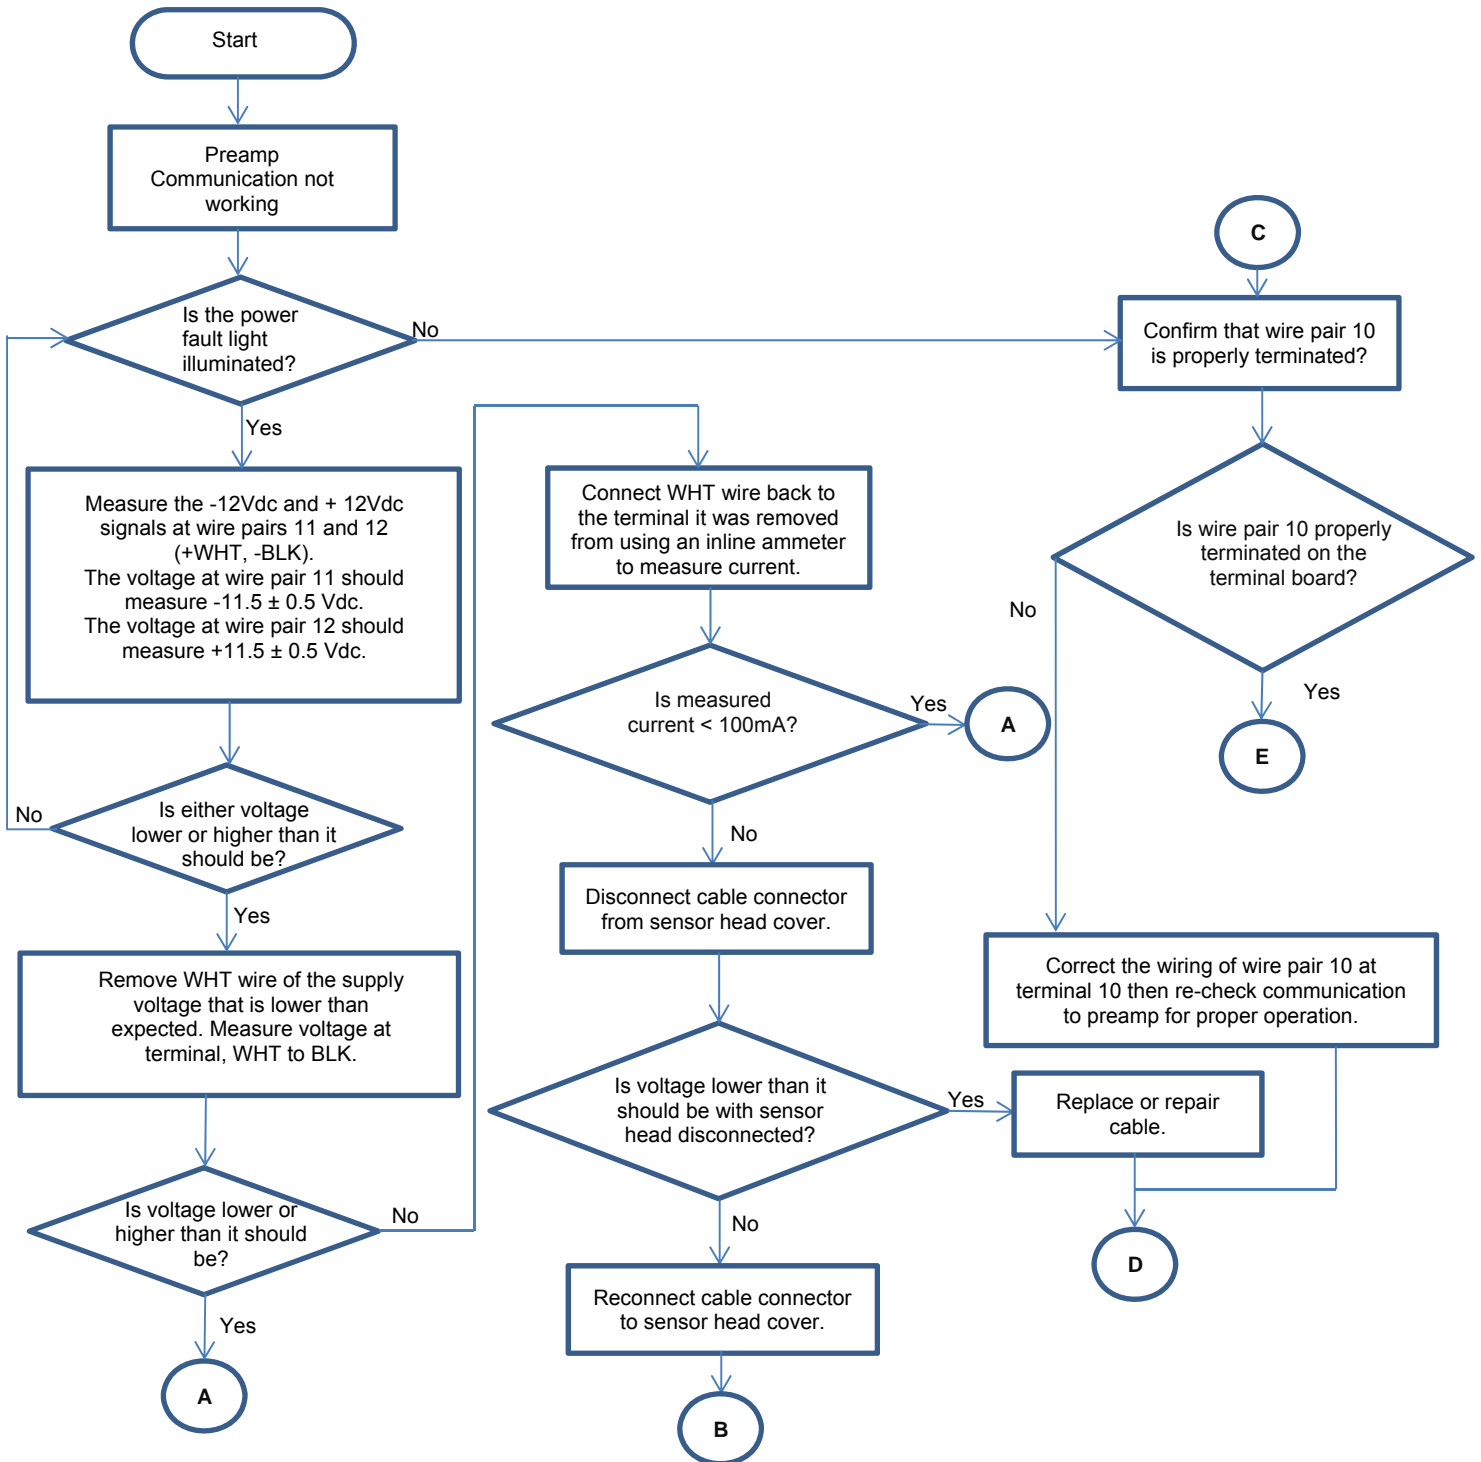 Start
Preamp
Communication not
working
Is the power
fault light
illuminated?
No
Yes
Measure the -12Vdc and + 12Vdc
signals at wire pairs 11 and 12
(+WHT, -BLK).
The voltage at wire pair 11 should
measure -11.5 ± 0.5 Vdc.
The voltage at wire pair 12 should
measure +11.5 ± 0.5 Vdc.
Is either voltage
lower or higher than it
should be?
No
Yes
Remove WHT wire of the supply
voltage that is lower than
expected. Measure voltage at
terminal, WHT to BLK.
Is voltage lower or
higher than it should
be?
No
Yes
A
Connect WHT wire back to
the terminal it was removed
from using an inline ammeter
to measure current.
Is measured
current < 100mA?
Yes
A
No
Disconnect cable connector
from sensor head cover.
Is voltage lower than it
should be with sensor
head disconnected?
Yes
Replace or repair
cable.
No
Reconnect cable connector
to sensor head cover.
B
C
Confirm that wire pair 10
is properly terminated?
Is wire pair 10 properly
terminated on the
terminal board?
No
Yes
E
Correct the wiring of wire pair 10 at
terminal 10 then re-check communication
to preamp for proper operation.
D